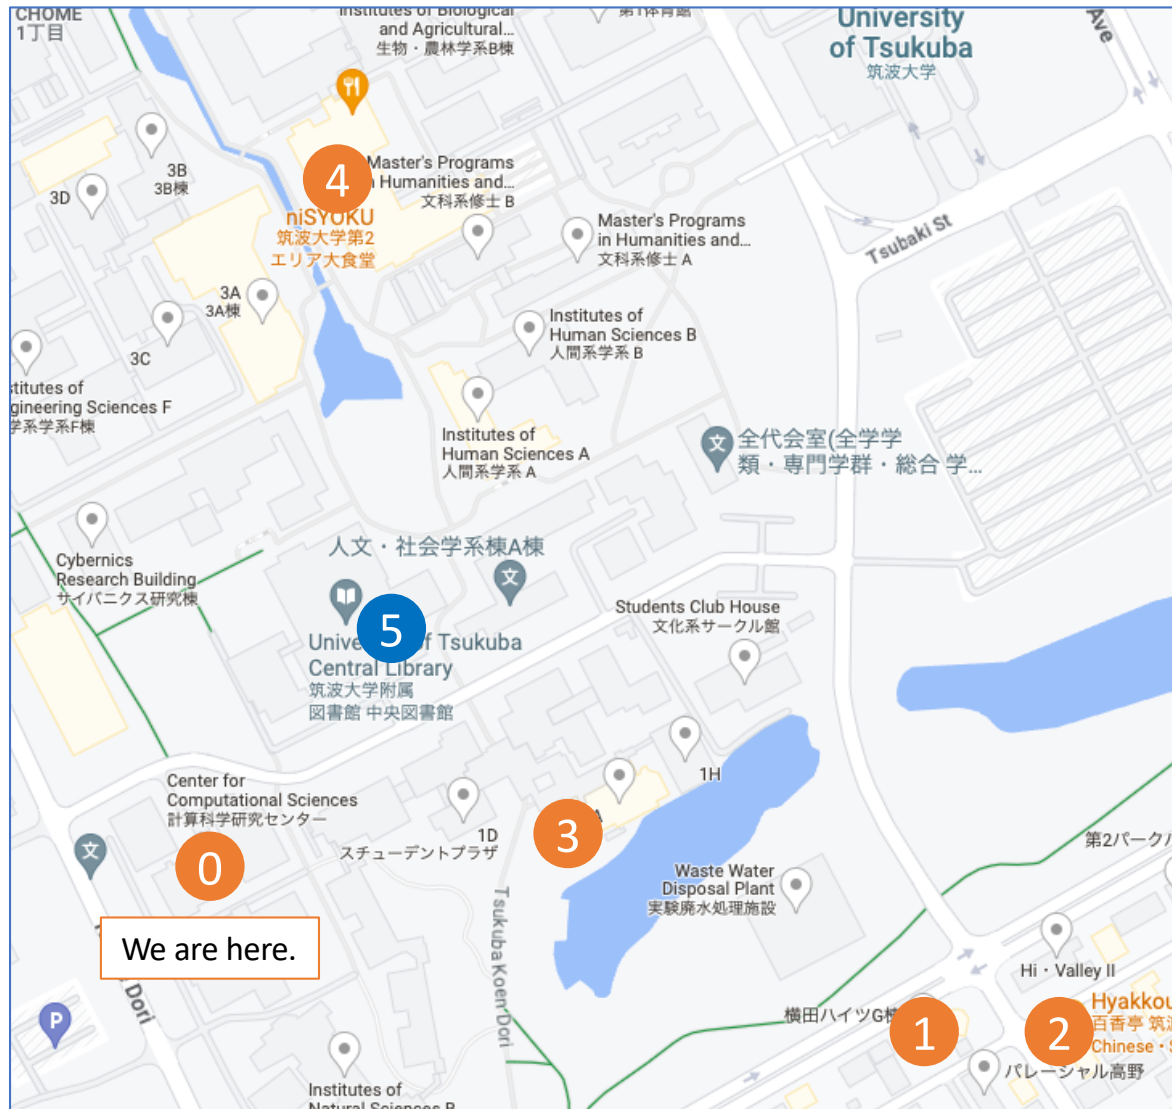 CHOME
1丁目
Institutes of Biological
and Agricultural...
生物・農林学系B棟
第1体育館
University
of Tsukuba
筑波大学
Ave
3B
3B棟
3D
4
Master's Programs
Humanities and...
文科系修士 B
niSYOKU
筑波大学第2
エリア大食堂
Master's Programs
in Humanities and...
文科系修士 A
Tsubaki St
3A
3A棟
3C
Institutes of
Human Sciences B
人間系学系 B
Institutes of
Human Sciences A
人間系学系 A
titutes of
gineering Sciences F
学系学系F棟
文
全代会室(全学学
類・専門学群・総合 学...
Cybernics
Research Building
サイバニクス研究棟
人文・社会学系棟A棟
文
5
University of Tsukuba
Central Library
筑波大学附属
図書館 中央図書館
Students Club House
文化系サークル館
1H
Center for
Computational Sciences
計算科学研究センター
文
0
We are here.
1D
スチューデントプラザ
3
A
Tsukuba Koen Dori
Waste Water
Disposal Plant
実験廃水処理施設
第2パーク
Dori
P
Hi・Valley II
横田ハイツG棟
1
2
Hyakkou
百香亭 筑波
Chinese・S
パレーシャル高野
Institutes of
Natural Sciences B